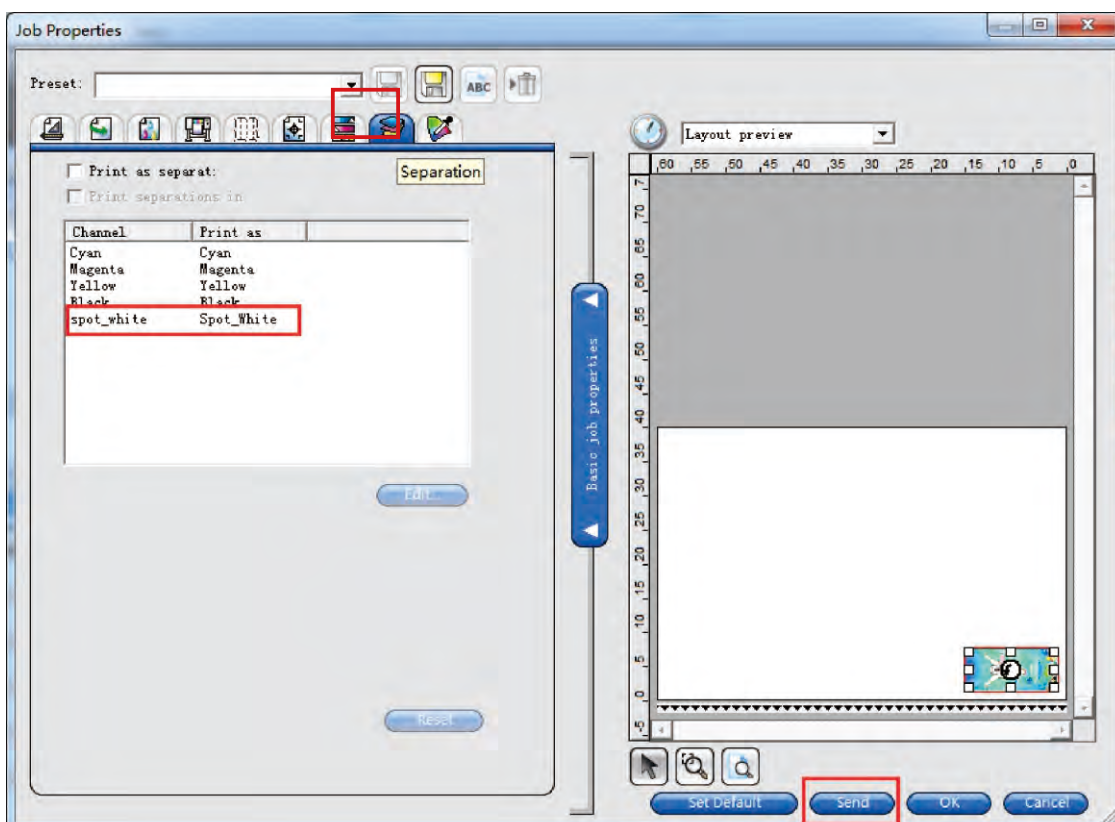 Job Properties
Preset:
ABC
Print as separat:
Separation
Print separations in
Channel Print as
Cyan Cyan
Magenta Magenta
Yellow Yellow
Black Black
spot_white Spot_White
Edit...
Reset
Basic job properties
Layout preview
60 55 50 45 40 35 30 25 20 15 10 5 0
70 65 60 55 50 45 40 35 30 25 20 15 10 5 0 -5
Set Default Send OK Cancel